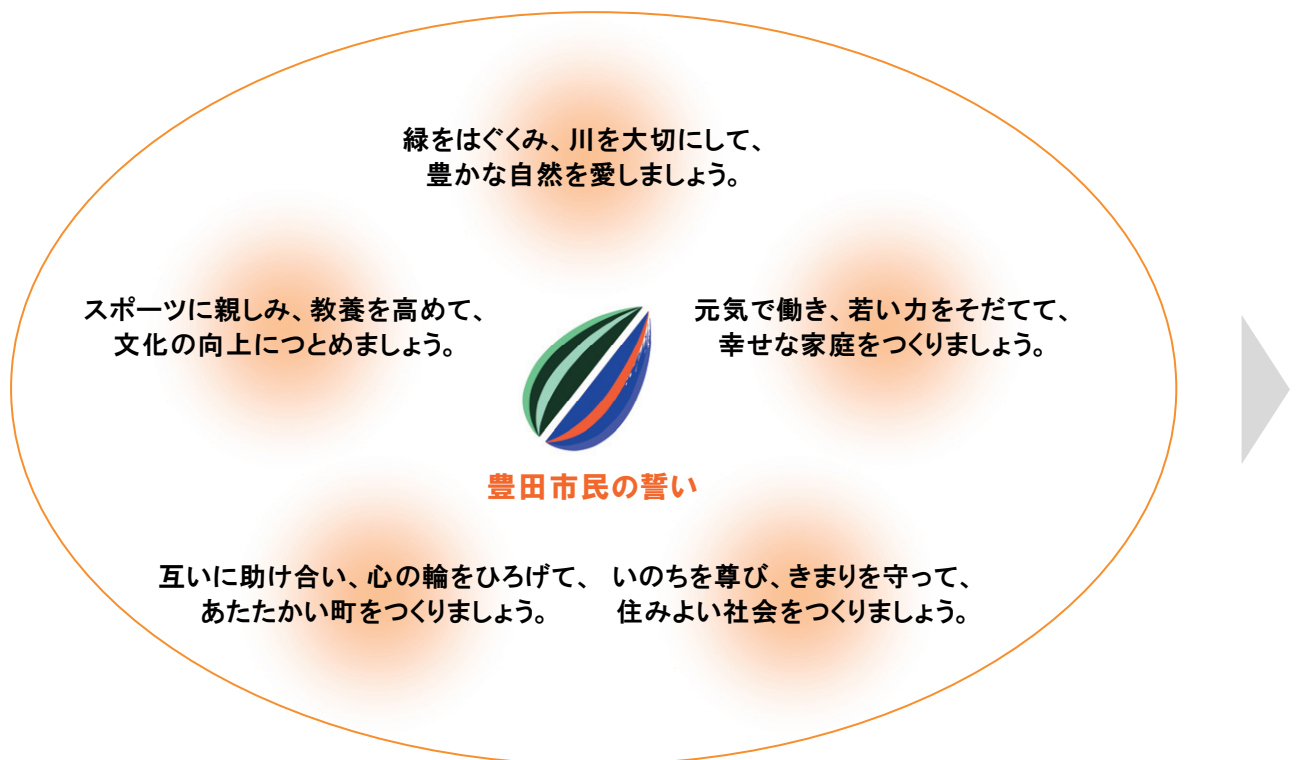 緑をはぐくみ、川を大切にして、
豊かな自然を愛しましょう。
スポーツに親しみ、教養を高めて、
文化の向上につとめましょう。
元気で働き、若い力をそだてて、
幸せな家庭をつくりましょう。
豊田市民の誓い
互いに助け合い、心の輪をひろげて、
あたたかい町をつくりましょう。
いのちを尊び、きまりを守って、
住みよい社会をつくりましょう。